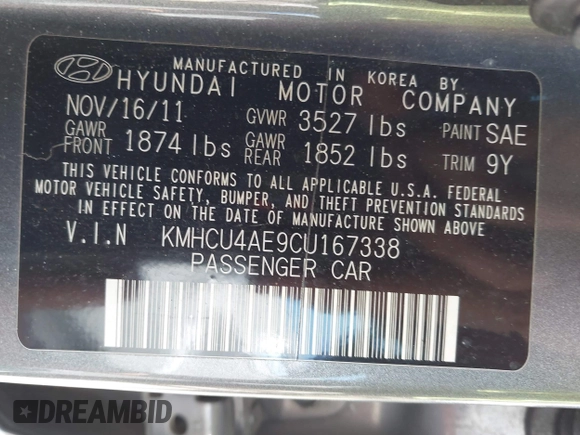 MANUFACTURED IN KOREA BY
HYUNDAI MOTOR COMPANY
NOV/16/11 GVWR 3527 lbs PAINT SAE
GAWR FRONT 1874 lbs GAWR REAR 1852 lbs TRIM 9Y
THIS VEHICLE CONFORMS TO ALL APPLICABLE U.S.A. FEDERAL
MOTOR VEHICLE SAFETY, BUMPER, AND THEFT PREVENTION STANDARDS
IN EFFECT ON THE DATE OF MANUFACTURE SHOWN ABOVE.
V.I.N KMHCU4AE9CU167338
PASSENGER CAR
DREAMBID